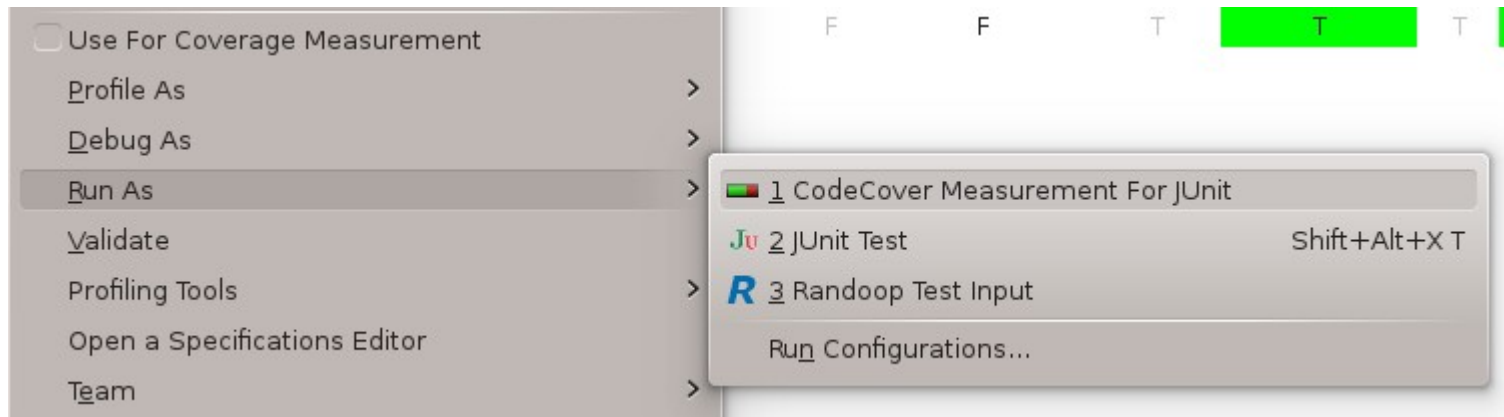 Use For Coverage Measurement
F F T T T
Profile As
Debug As
Run As
1 CodeCover Measurement For JUnit
Validate
Ju 2 JUnit Test Shift+Alt+X T
Profiling Tools
R 3 Randoop Test Input
Open a Specifications Editor
Run Configurations...
Team